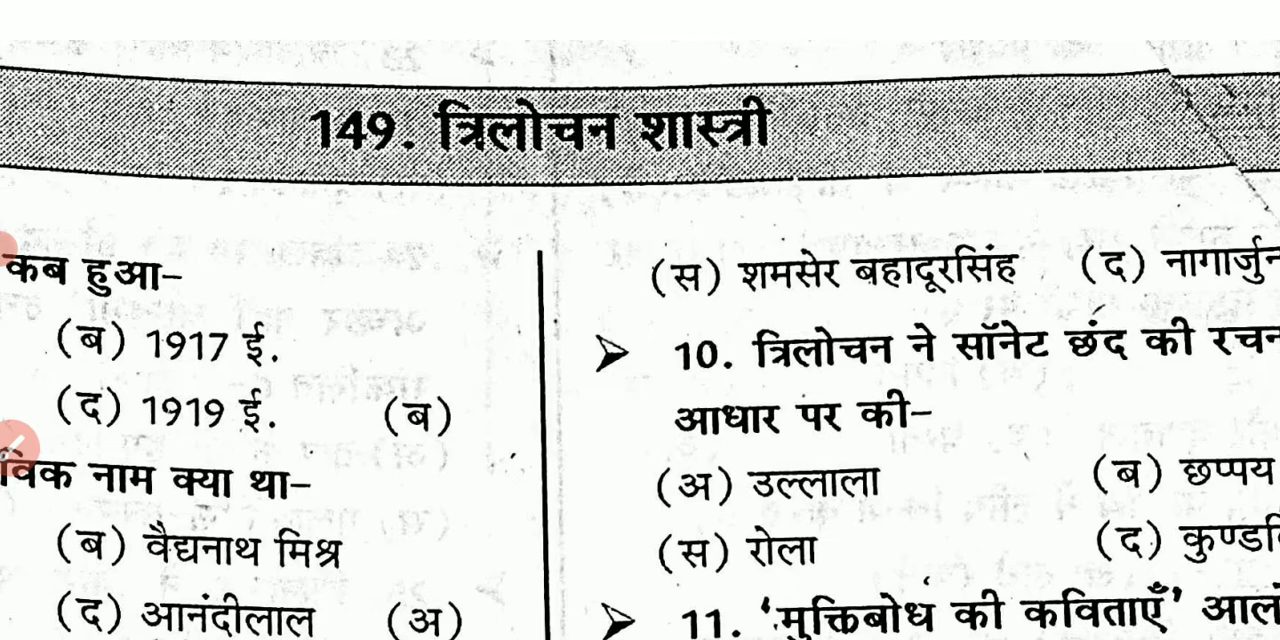 149. त्रिलोचन शास्त्री
कब हुआ-
(ब) 1917 ई.
(द) 1919 ई. (ब)
विक नाम क्या था-
(ब) वैद्यनाथ मिश्र
(द) आनंदीलाल (अ)
(स) शमसेर बहादूरसिंह (द) नागार्जुन
10. त्रिलोचन ने सॉनेट छंद की रचन
आधार पर की-
(अ) उल्लाला (ब) छप्पय
(स) रोला (द) कुण्डलि
11. 'मुक्तिबोध की कविताएँ' आलो